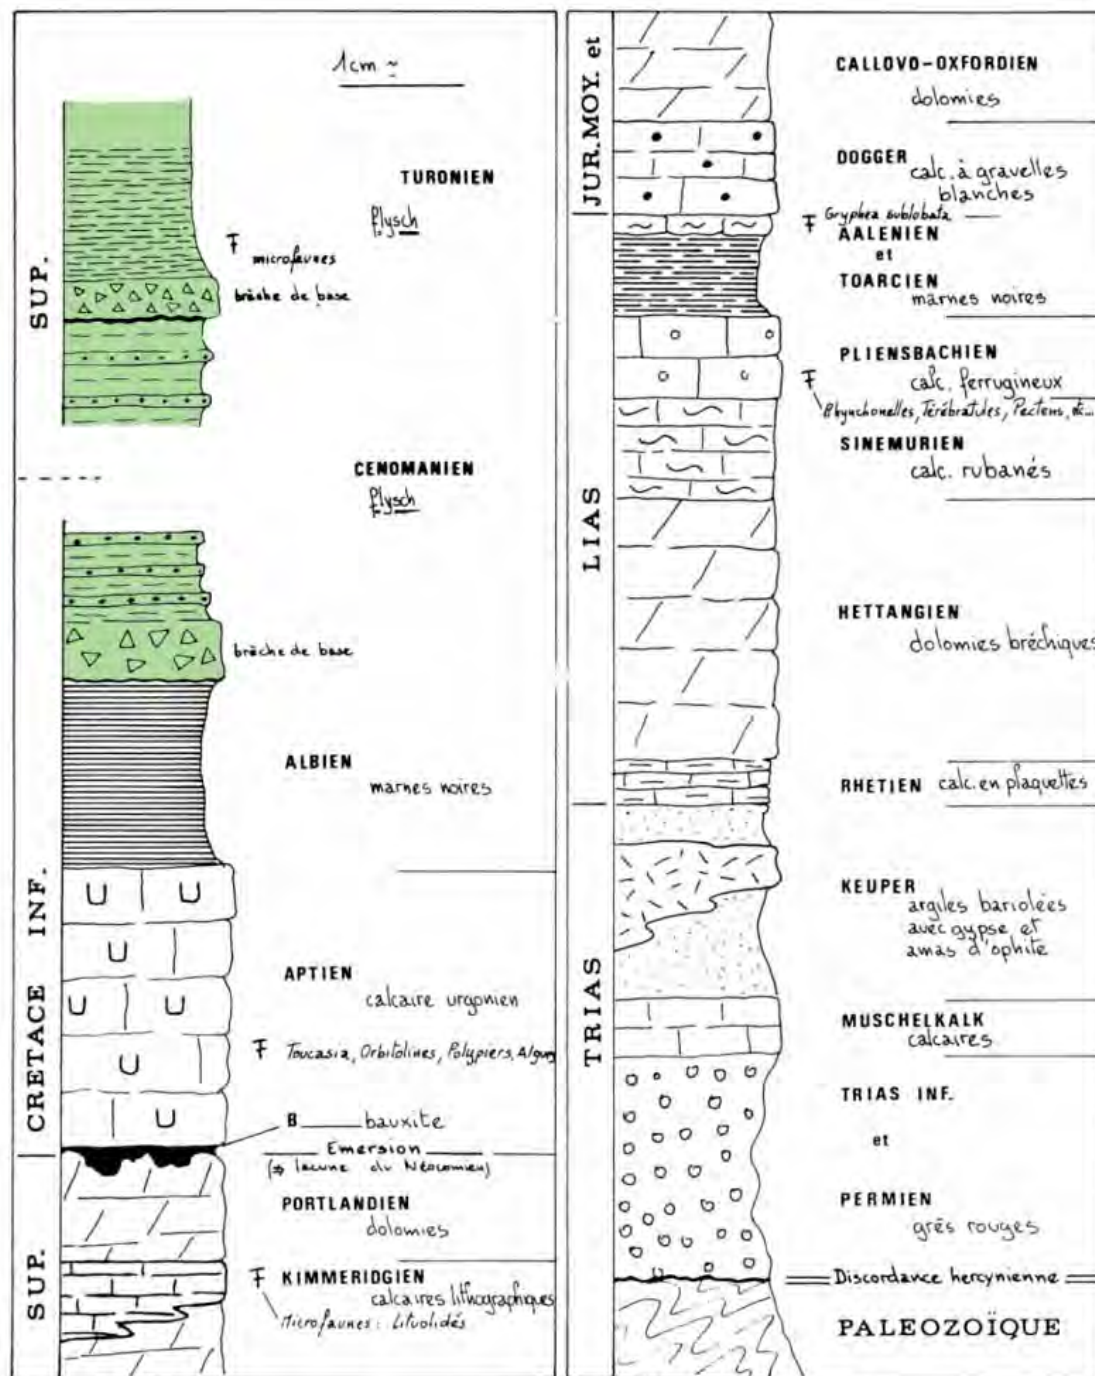 1cm ~
SUP.
TURONIEN
flysch
F microfaunes
brèche de base
CENOMANIEN
flysch
brèche de base
CRETACE INF.
ALBIEN
marnes noires
APTIEN
calcaire urgonien
F Toucasia, Orbitolines, Polypiers, Algues
B bauxite
Emersion
lacune du Néocomien)
SUP.
PORTLANDIEN
dolomies
F KIMMERIDGIEN
calcaires lithographiques
Microfaunes : Lituolidés
JUR. MOY. et
CALLOVO-OXFORDIEN
dolomies
DOGGER
calc. à gravelles
blanches
F Gryphea sublobata
AALENIEN
et
TOARCIEN
marnes noires
LIAS
PLIENSBACHIEN
calc. ferrugineux
F Rhynchonelles, Térébratules, Pectens, etc...
SINEMURIEN
calc. rubanés
HETTANGIEN
dolomies bréchiques
RHETIEN calc. en plaquettes
TRIAS
KEUPER
argiles bariolées
avec gypse et
amas d'ophite
MUSCHELKALK
calcaires
TRIAS INF.
et
PERMIEN
grés rouges
Discordance hercynienne
PALEOZOÏQUE